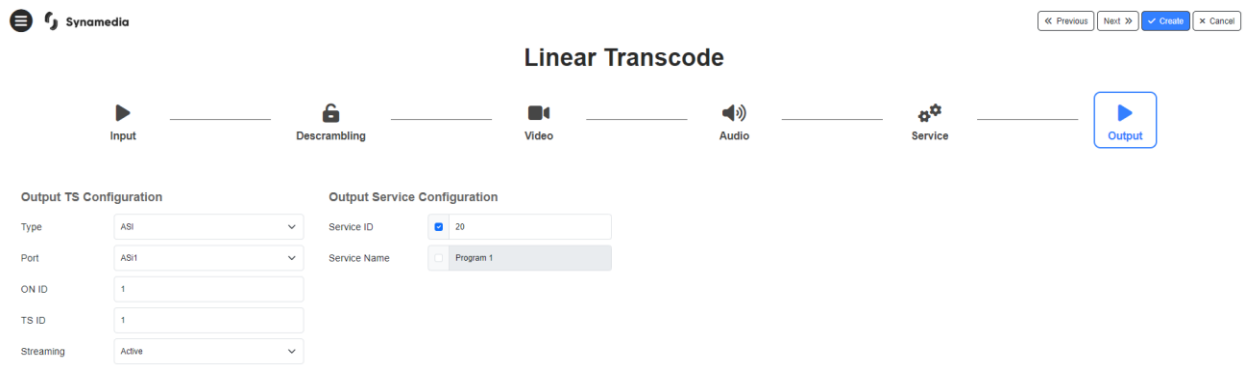 Synamedia
Previous Next Create Cancel
Linear Transcode
Input Descrambling Video Audio Service Output
Output TS Configuration Output Service Configuration
Type ASI Service ID 20
Port ASi1 Service Name Program 1
ON ID 1
TS ID 1
Streaming Active